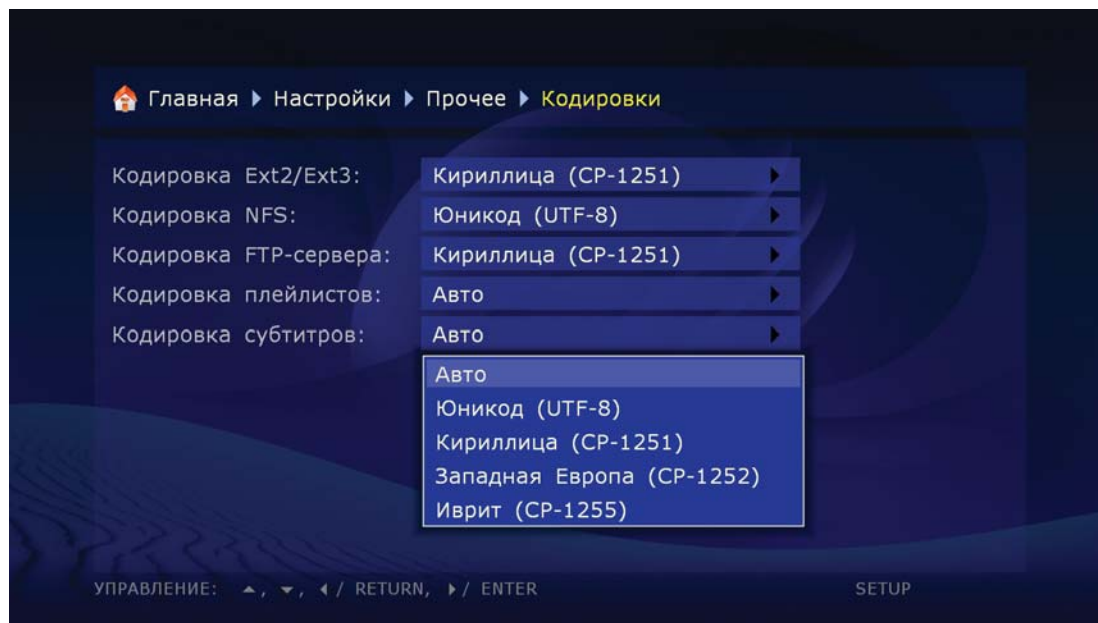 Главная ▶ Настройки ▶ Прочее ▶ Кодировки
Кодировка Ext2/Ext3: Кириллица (CP-1251)
Кодировка NFS: Юникод (UTF-8)
Кодировка FTP-сервера: Кириллица (CP-1251)
Кодировка плейлистов: Авто
Кодировка субтитров: Авто
Авто
Юникод (UTF-8)
Кириллица (CP-1251)
Западная Европа (CP-1252)
Иврит (CP-1255)
УПРАВЛЕНИЕ: ▲, ▼, ◀ / RETURN, ▶ / ENTER SETUP